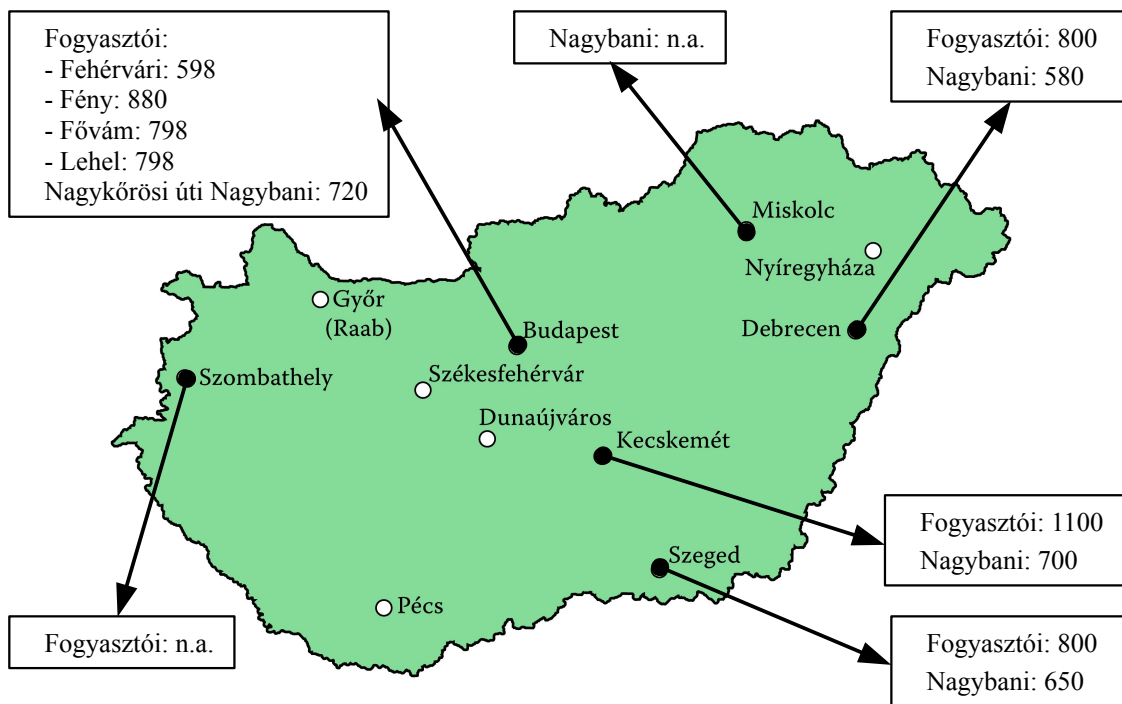 Fogyasztói:
- Fehérvári: 598
- Fény: 880
- Fővám: 798
- Lehel: 798
Nagykőrösi úti Nagybani: 720
Nagybani: n.a.
Fogyasztói: 800
Nagybani: 580
Miskolc
Nyíregyháza
Győr
(Raab)
Budapest
Debrecen
Szombathely
Székesfehérvár
Dunaújváros
Kecskemét
Fogyasztói: 1100
Nagybani: 700
Szeged
Pécs
Fogyasztói: n.a.
Fogyasztói: 800
Nagybani: 650